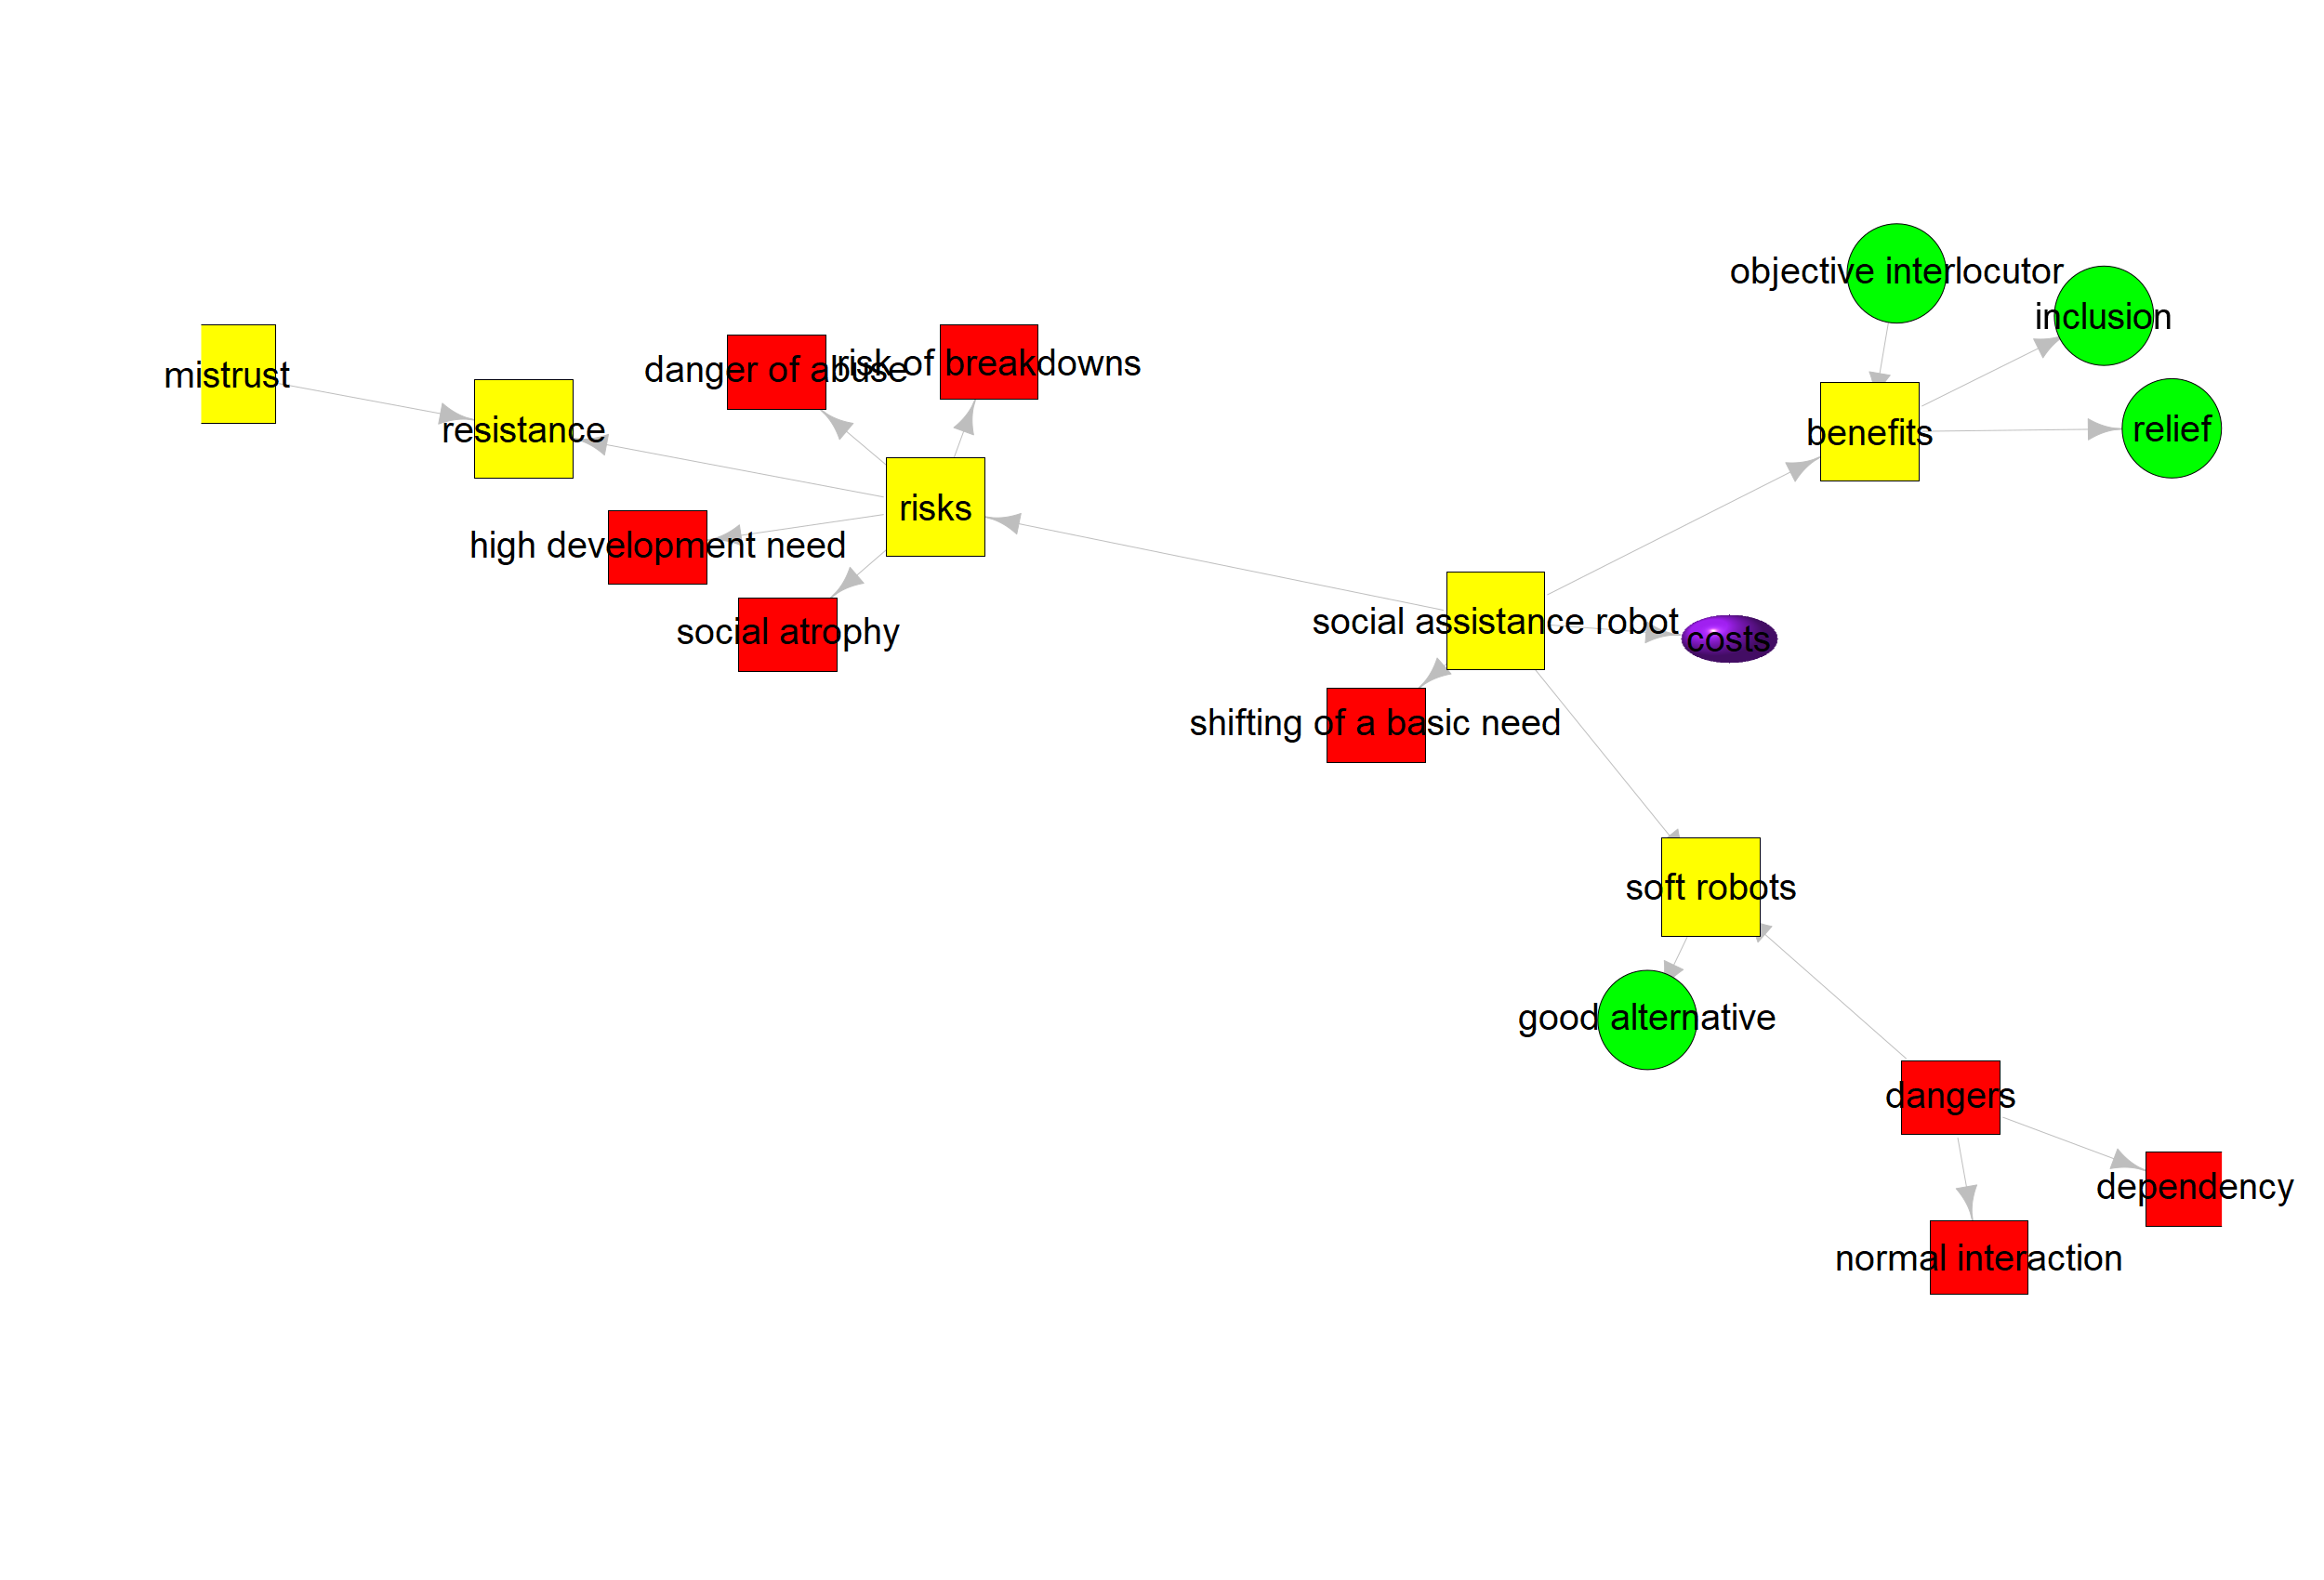 objective interlocutor
inclusion
mistrust
danger of abuse
risk of breakdowns
resistance
benefits
relief
risks
high development need
social atrophy
social assistance robot
costs
shifting of a basic need
soft robots
good alternative
dangers
dependency
normal interaction